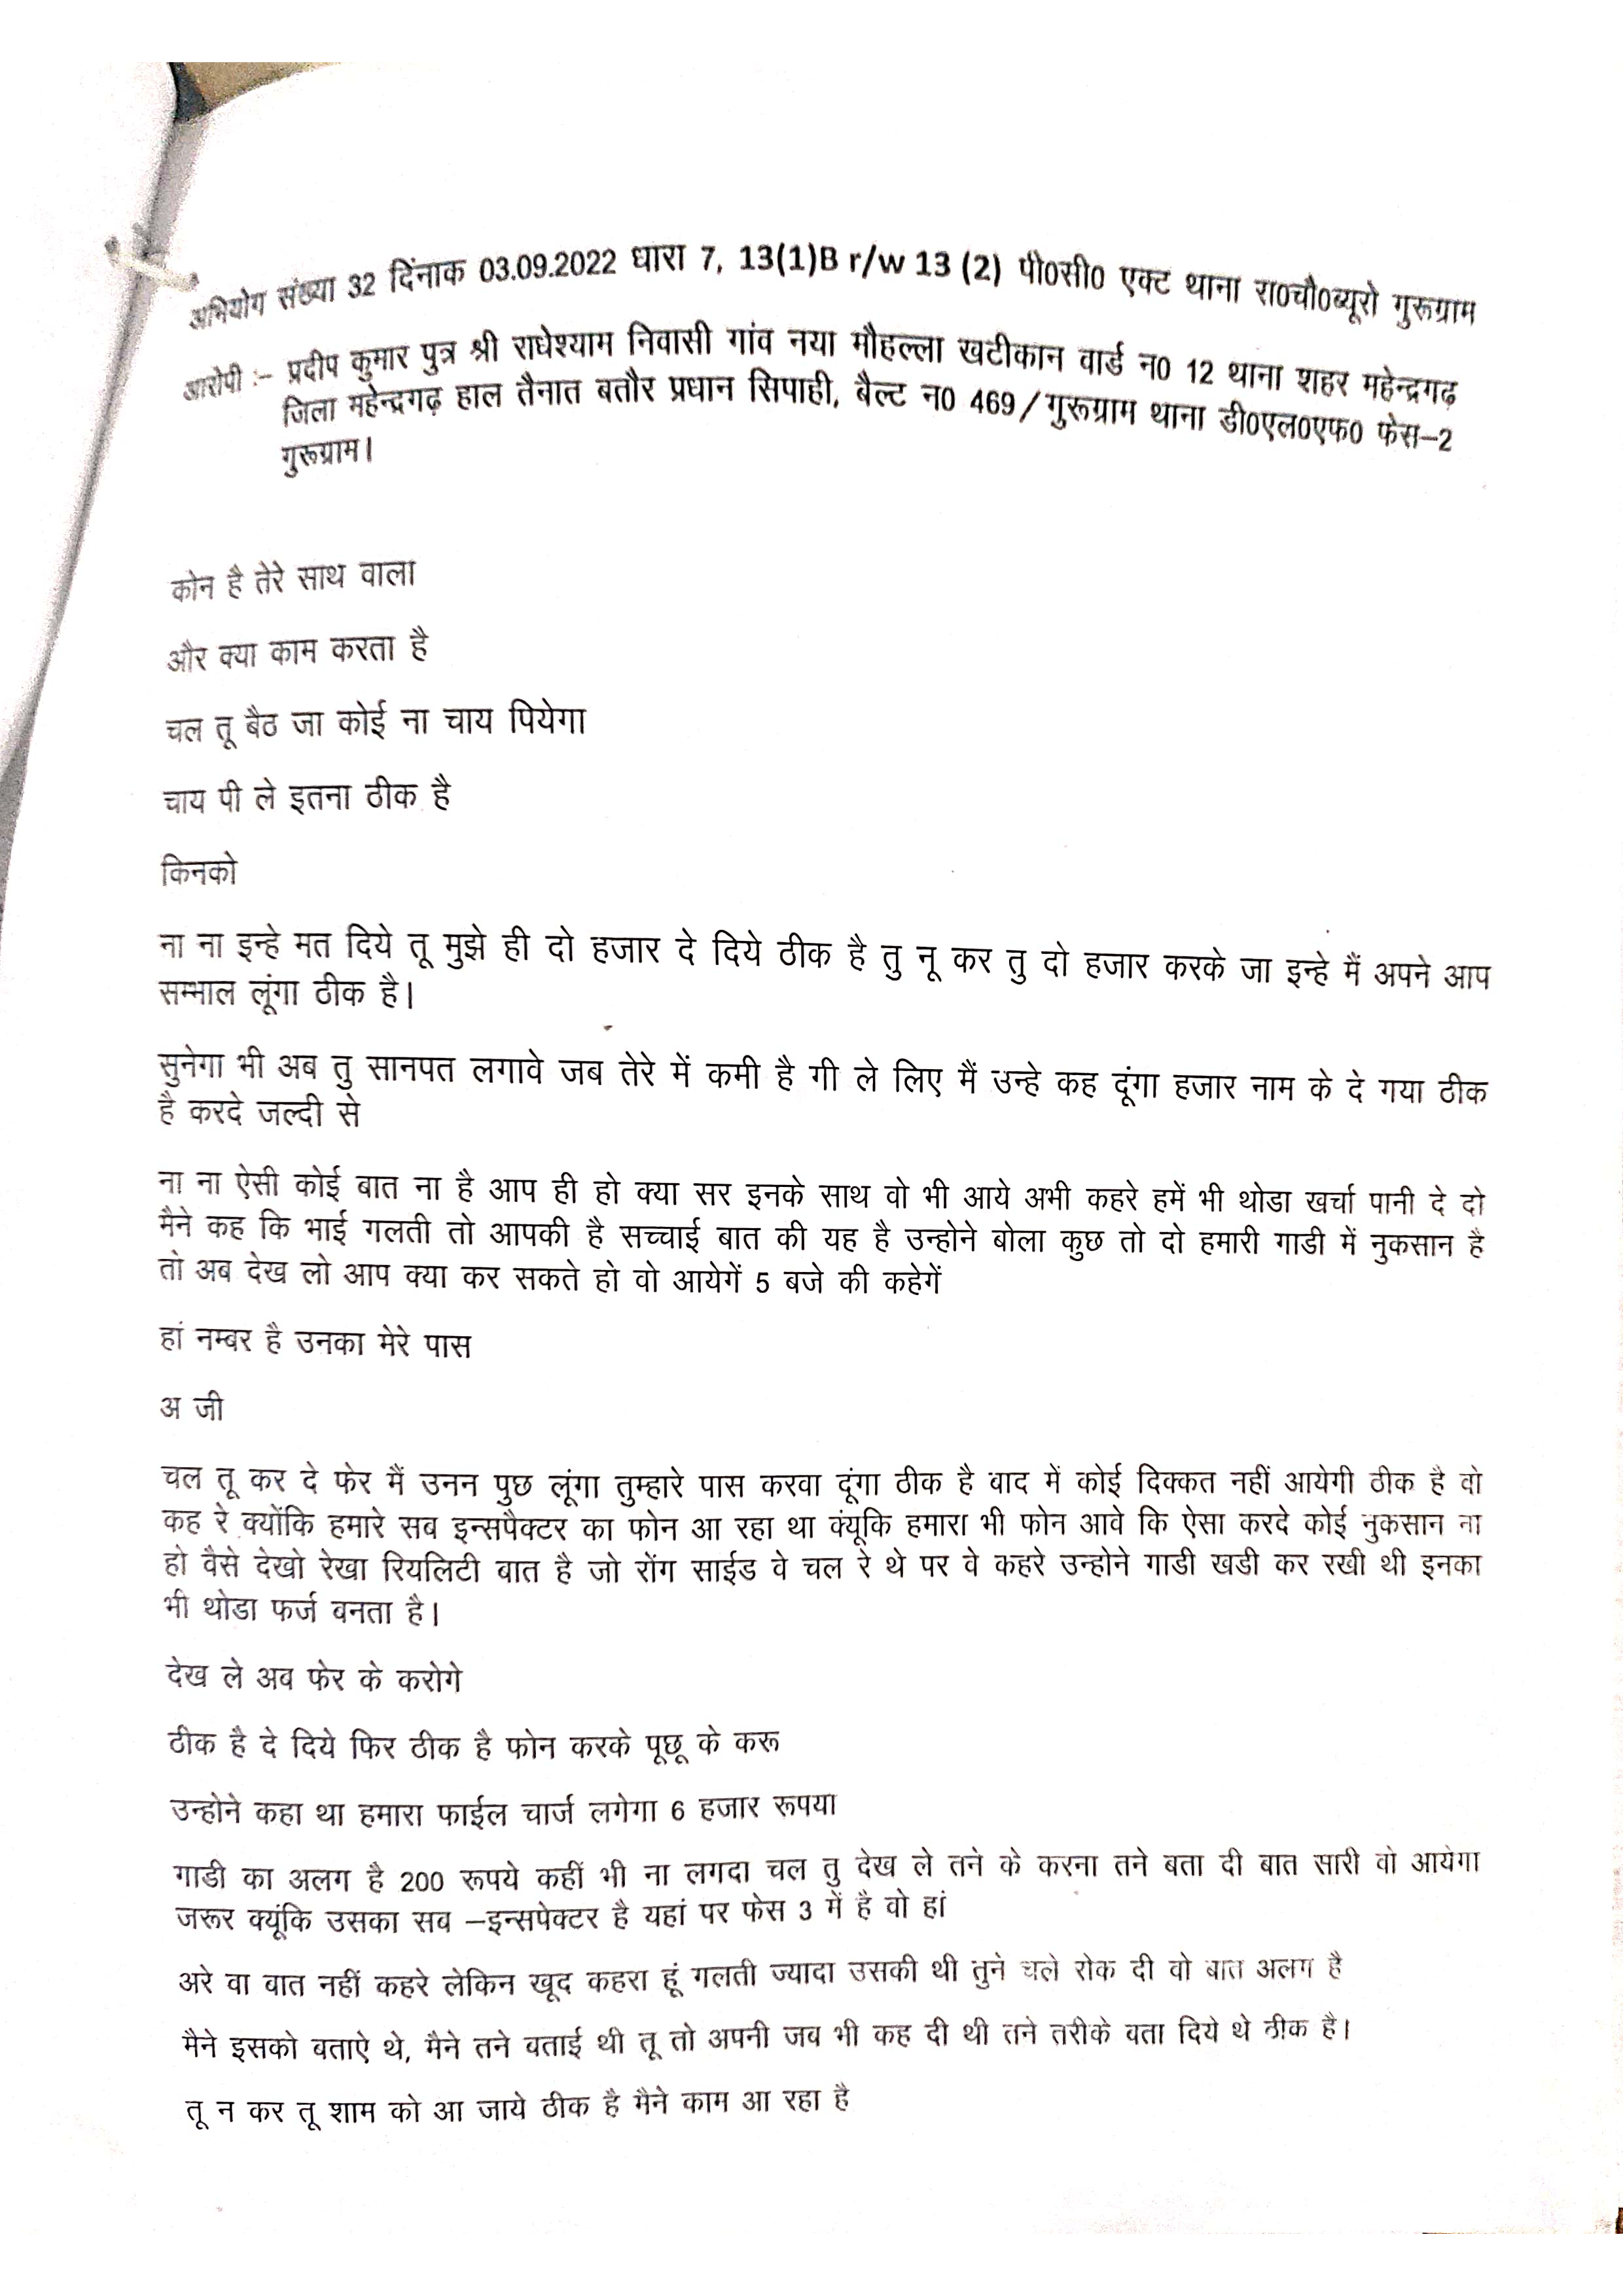 अभियोग संख्या 32 दिंनाक 03.09.2022 धारा 7, 13(1)B r/w 13 (2) पी0सी0 एक्ट थाना रा0चौ0ब्यूरो गुरूग्राम
आरोपी :– प्रदीप कुमार पुत्र श्री राधेश्याम निवासी गांव नया मौहल्ला खटीकान वार्ड न0 12 थाना शहर महेन्द्रगढ़
जिला महेन्द्रगढ़ हाल तैनात बतौर प्रधान सिपाही, बैल्ट न0 469/गुरूग्राम थाना डी0एल0एफ0 फेस–2
गुरूग्राम।
कोन है तेरे साथ वाला
और क्या काम करता है
चल तू बैठ जा कोई ना चाय पियेगा
चाय पी ले इतना ठीक है
किनको
ना ना इन्हे मत दिये तू मुझे ही दो हजार दे दिये ठीक है तु नू कर तु दो हजार करके जा इन्हे मैं अपने आप
सम्भाल लूंगा ठीक है।
सुनेगा भी अब तु सानपत लगावे जब तेरे में कमी है गी ले लिए मैं उन्हे कह दूंगा हजार नाम के दे गया ठीक
है करदे जल्दी से
ना ना ऐसी कोई बात ना है आप ही हो क्या सर इनके साथ वो भी आये अभी कहरे हमें भी थोडा खर्चा पानी दे दो
मैने कह कि भाई गलती तो आपकी है सच्चाई बात की यह है उन्होने बोला कुछ तो दो हमारी गाडी में नुकसान है
तो अब देख लो आप क्या कर सकते हो वो आयेगें 5 बजे की कहेगें
हां नम्बर है उनका मेरे पास
अ जी
चल तू कर दे फेर मैं उनन पुछ लूंगा तुम्हारे पास करवा दूंगा ठीक है वाद में कोई दिक्कत नहीं आयेगी ठीक है वो
कह रे क्योंकि हमारे सब इन्सपैक्टर का फोन आ रहा था क्ंयूकि हमारा भी फोन आवे कि ऐसा करदे कोई नुकसान ना
हो वैसे देखो रेखा रियलिटी बात है जो रोंग साईड वे चल रे थे पर वे कहरे उन्होने गाडी खडी कर रखी थी इनका
भी थोडा फर्ज बनता है।
देख ले अब फेर के करोगे
ठीक है दे दिये फिर ठीक है फोन करके पूछू के करू
उन्होने कहा था हमारा फाईल चार्ज लगेगा 6 हजार रूपया
गाडी का अलग है 200 रूपये कहीं भी ना लगदा चल तु देख ले तने के करना तने बता दी बात सारी वो आयेगा
जरूर क्यूंकि उसका सब –इन्सपेक्टर है यहां पर फेस 3 में है वो हां
अरे वा बात नहीं कहरे लेकिन खूद कहरा हूं गलती ज्यादा उसकी थी तुने चले रोक दी वो बात अलग है
मैने इसको बताऐ थे, मैने तने बताई थी तू तो अपनी जब भी कह दी थी तने तरीके बता दिये थे ठीक है।
तू न कर तू शाम को आ जाये ठीक है मैने काम आ रहा है